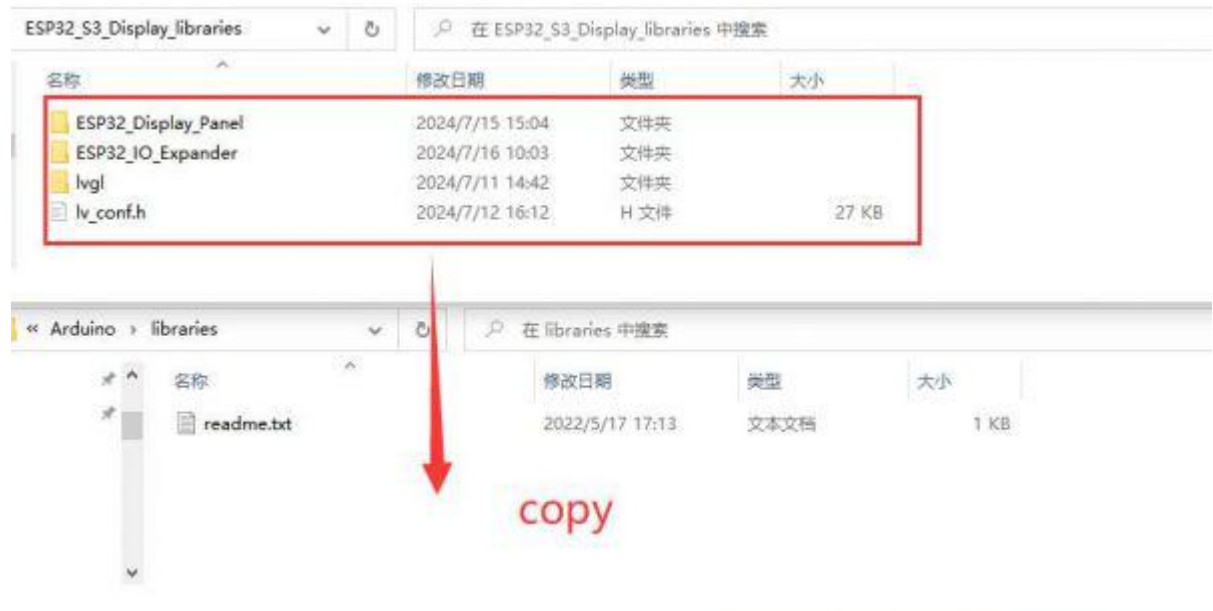 ESP32_S3_Display_libraries 在 ESP32_S3_Display_libraries 中搜索
名称 修改日期 类型 大小
ESP32_Display_Panel 2024/7/15 15:04 文件夹
ESP32_IO_Expander 2024/7/16 10:03 文件夹
lvgl 2024/7/11 14:42 文件夹
lv_conf.h 2024/7/12 16:12 H 文件 27 KB
« Arduino › libraries 在 libraries 中搜索
名称 修改日期 类型 大小
readme.txt 2022/5/17 17:13 文本文档 1 KB
copy